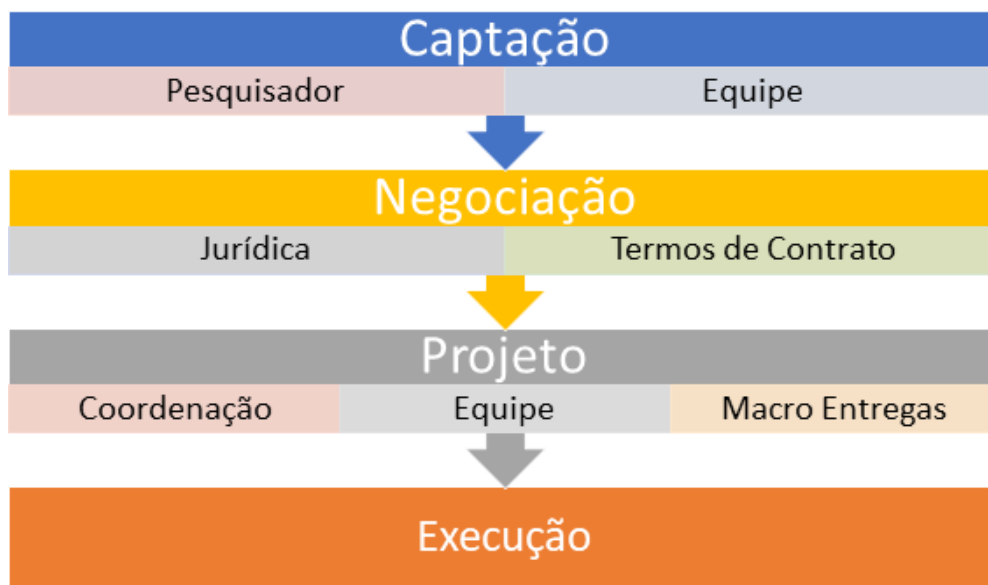 Captação
Pesquisador Equipe
Negociação
Jurídica Termos de Contrato
Projeto
Coordenação Equipe Macro Entregas
Execução